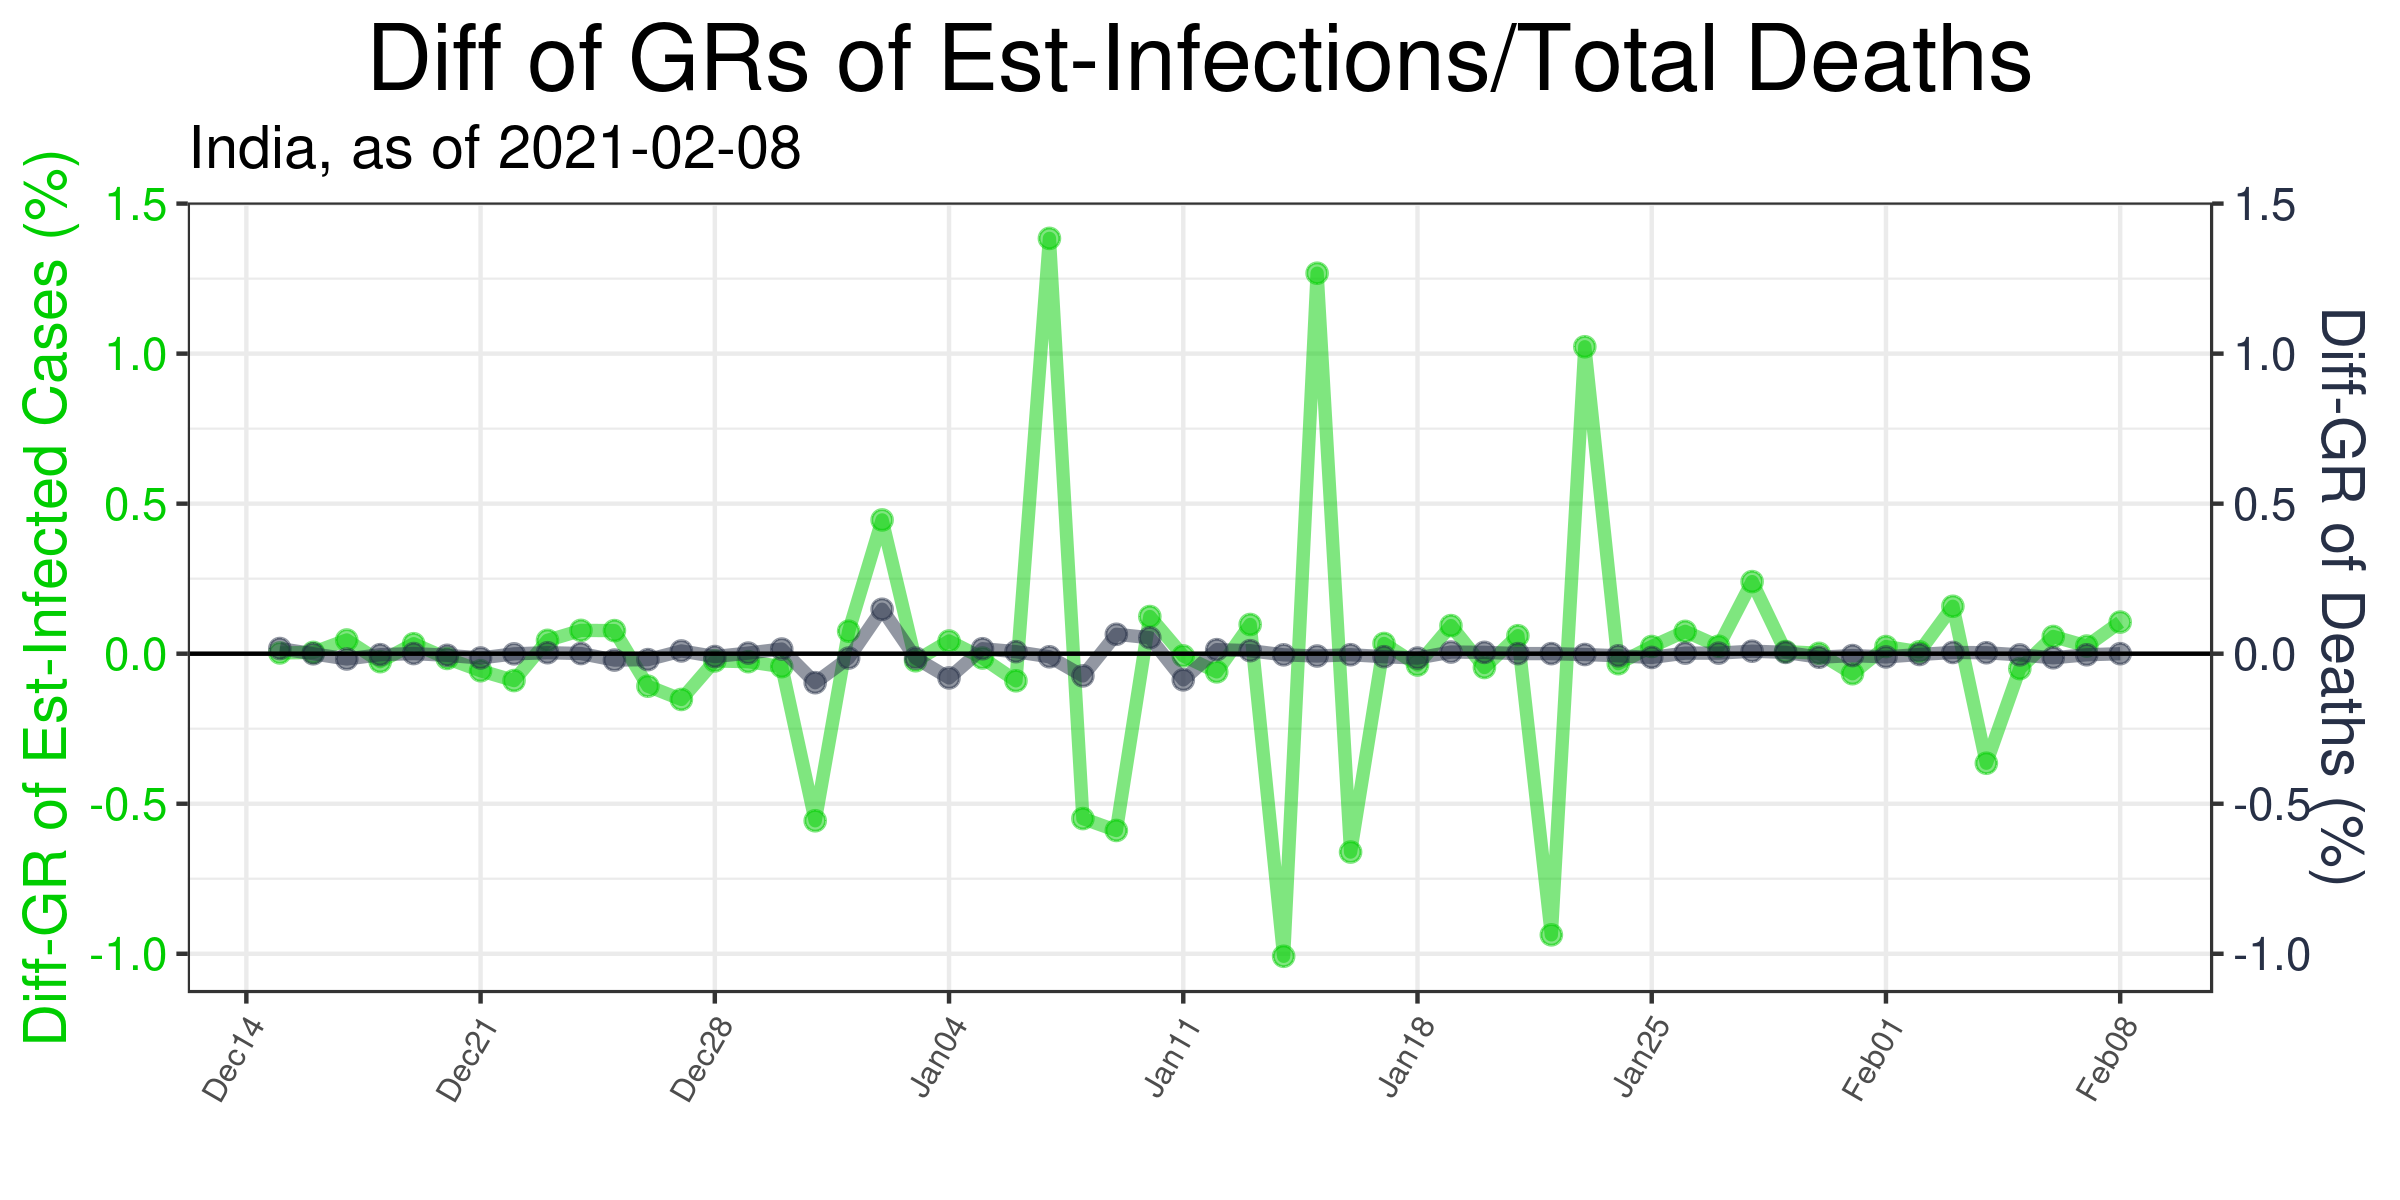 Diff of GRs of Est-Infections/Total Deaths
India, as of 2021-02-08
Diff-GR of Est-Infected Cases (%)
1.5
1.0
0.5
0.0
-0.5
-1.0
1.5
1.0
0.5
0.0
-0.5
-1.0
Diff-GR of Deaths (%)
Dec14
Dec21
Dec28
Jan04
Jan11
Jan18
Jan25
Feb01
Feb08